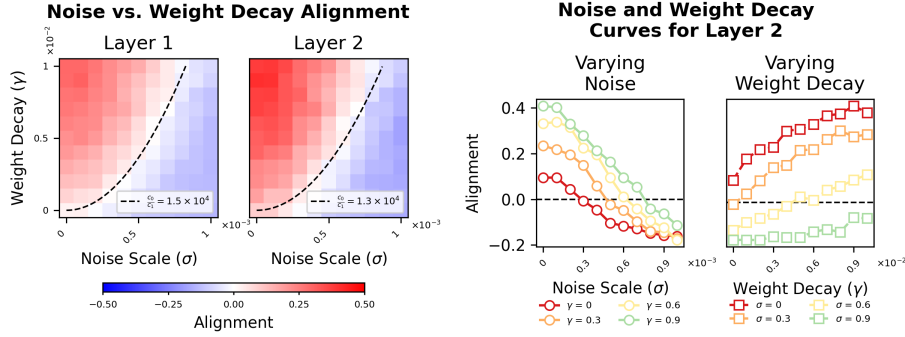 Noise vs. Weight Decay Alignment
Layer 1
Layer 2
×10⁻²
Weight Decay (γ)
1
0.5
0
c₀/c₁ = 1.5 × 10⁴
c₀/c₁ = 1.3 × 10⁴
0
0.5
1
×10⁻³
0
0.5
1
×10⁻³
Noise Scale (σ)
Noise Scale (σ)
−0.50
−0.25
0.00
0.25
0.50
Alignment
Noise and Weight Decay
Curves for Layer 2
Varying
Noise
Varying
Weight Decay
Alignment
0.4
0.2
0.0
−0.2
0
0.3
0.6
0.9
×10⁻³
0
0.3
0.6
0.9
×10⁻²
Noise Scale (σ)
Weight Decay (γ)
γ = 0
γ = 0.6
γ = 0.3
γ = 0.9
σ = 0
σ = 0.6
σ = 0.3
σ = 0.9